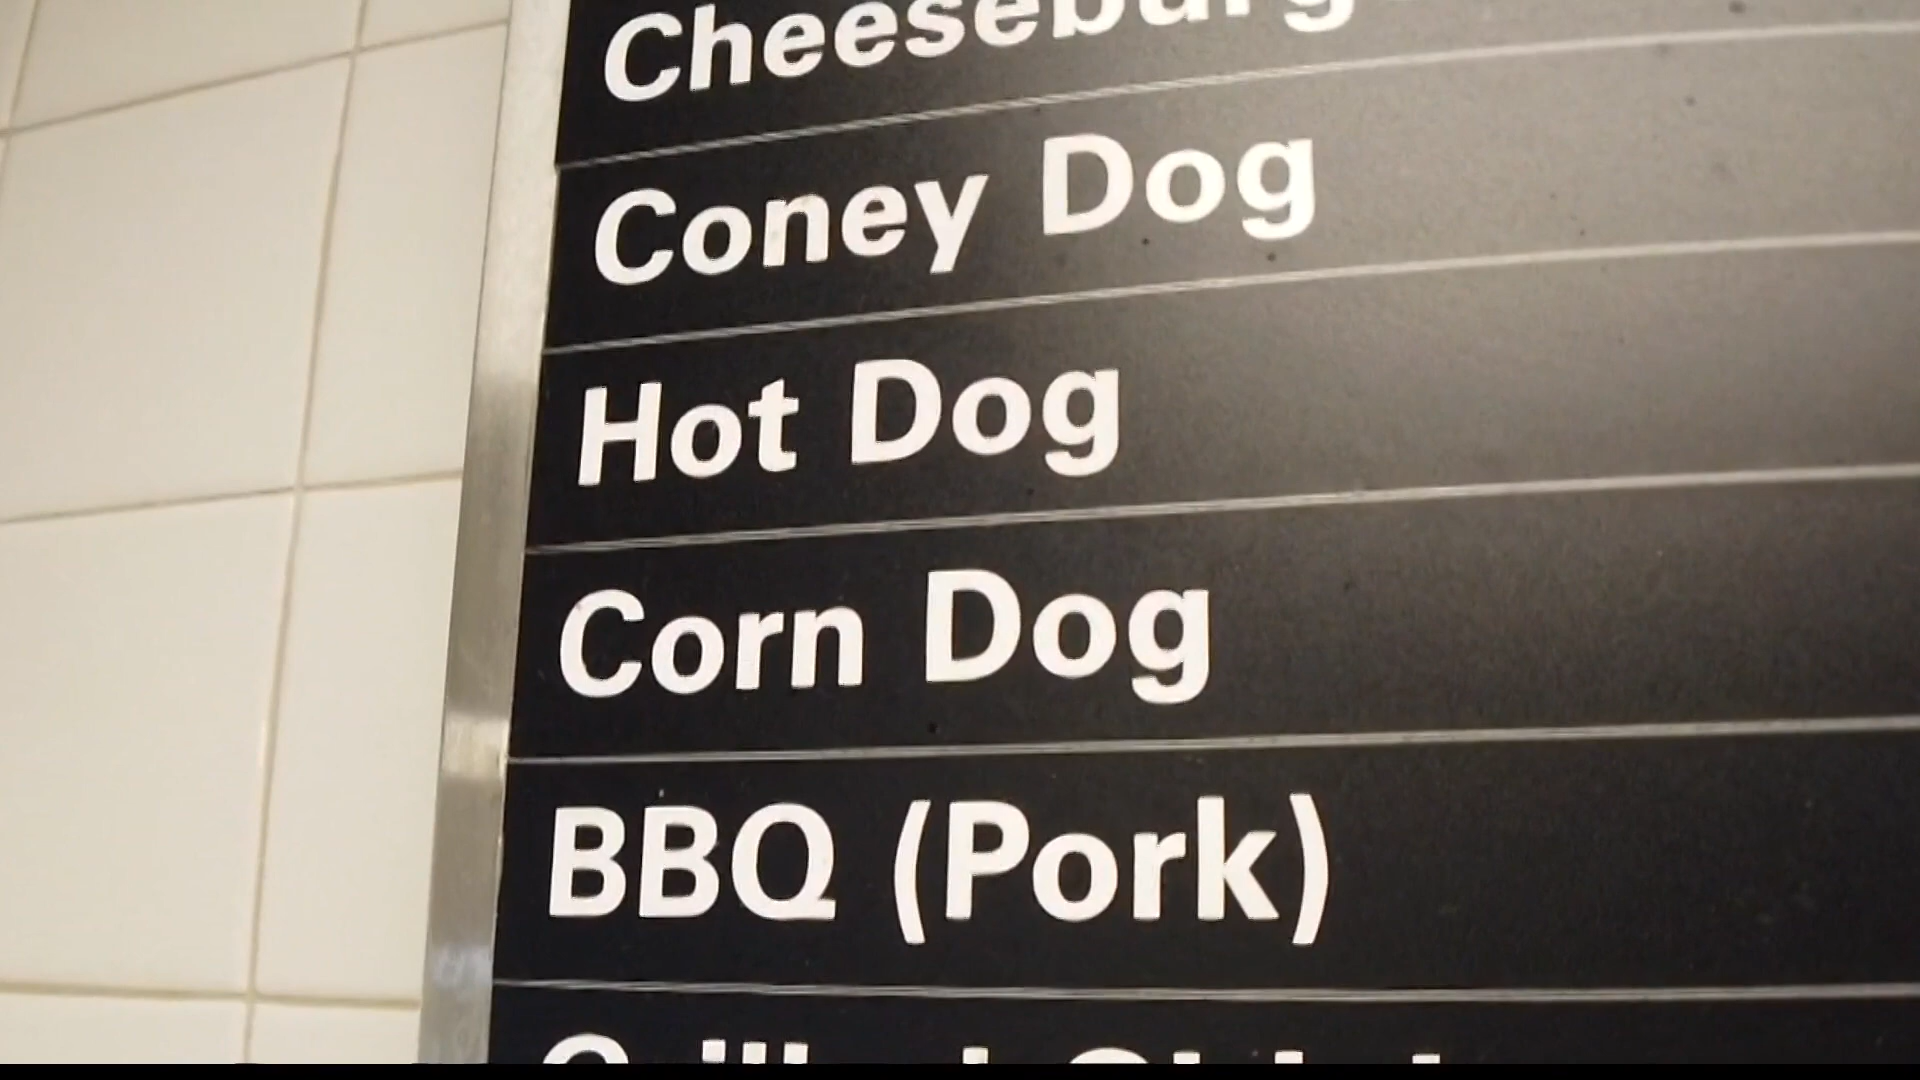 Cheeseburg
Coney Dog
Hot Dog
Corn Dog
BBQ (Pork)